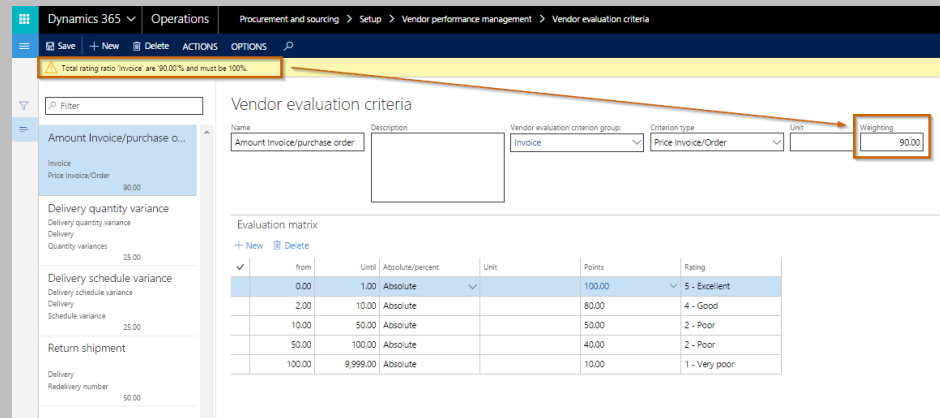 Dynamics 365 Operations Procurement and sourcing > Setup > Vendor performance management > Vendor evaluation criteria
Save + New Delete ACTIONS OPTIONS
Total rating ratio 'Invoice' are '90.00'% and must be 100%.
Filter
Amount Invoice/purchase o...
Invoice
Price Invoice/Order
90.00
Delivery quantity variance
Delivery quantity variance
Delivery
Quantity variances
25.00
Delivery schedule variance
Delivery schedule variance
Delivery
Schedule variance
25.00
Return shipment
Delivery
Redelivery number
50.00
Vendor evaluation criteria
Name Description Vendor evaluation criterion group: Criterion type Unit Weighting
Amount Invoice/purchase order Invoice Price Invoice/Order 90.00
Evaluation matrix
+ New Delete
from Until Absolute/percent Unit Points Rating
0.00 1.00 Absolute 100.00 5 - Excellent
2.00 10.00 Absolute 80.00 4 - Good
10.00 50.00 Absolute 50.00 2 - Poor
50.00 100.00 Absolute 40.00 2 - Poor
100.00 9,999.00 Absolute 10.00 1 - Very poor